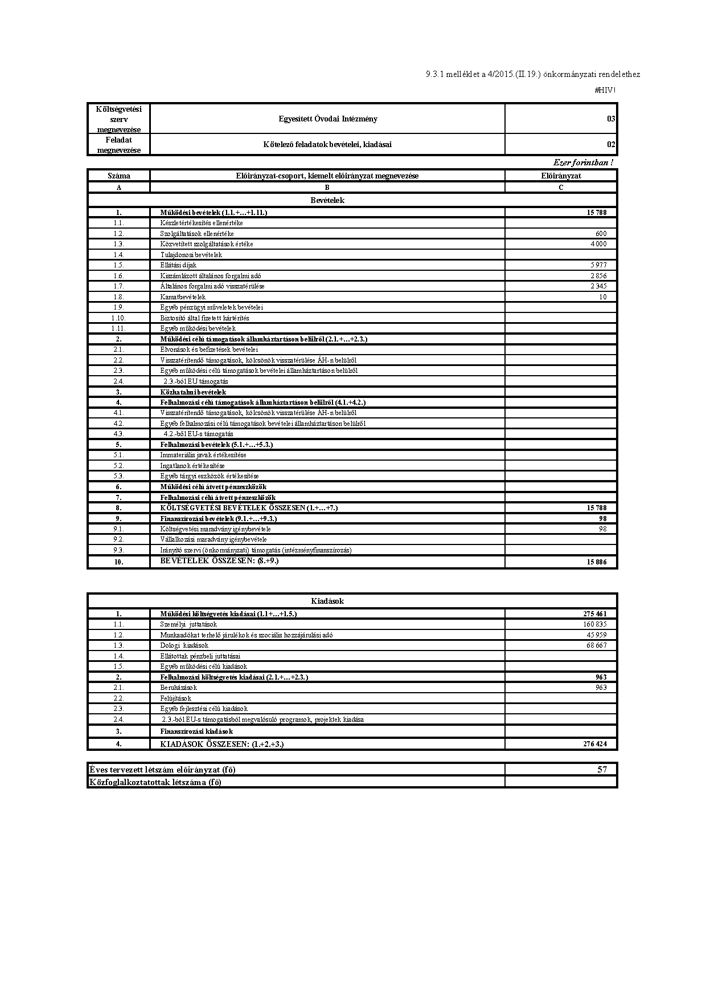 9.3.1 melléklet a 4/2015.(II.19.) önkormányzati rendelethez
#HIV!
Költségvetési szerv megnevezése Egyesített Óvodai Intézmény 03
Feladat megnevezése Kötelező feladatok bevételei, kiadásai 02
Ezer forintban !
Száma Előirányzat-csoport, kiemelt előirányzat megnevezése Előirányzat
A B C
Bevételek
1. Működési bevételek (1.1.+…+1.11.) 15 788
1.1. Készletértékesítés ellenértéke
1.2. Szolgáltatások ellenértéke 600
1.3. Közvetített szolgáltatások értéke 4 000
1.4. Tulajdonosi bevételek
1.5. Ellátási díjak 5 977
1.6. Kiszámlázott általános forgalmi adó 2 856
1.7. Általános forgalmi adó visszatérülése 2 345
1.8. Kamatbevételek 10
1.9. Egyéb pénzügyi műveletek bevételei
1.10. Biztosító által fizetett kártérítés
1.11. Egyéb működési bevételek
2. Működési célú támogatások államháztartáson belülről (2.1.+…+2.3.)
2.1. Elvonások és befizetések bevételei
2.2. Visszatérítendő támogatások, kölcsönök visszatérülése ÁH-n belülről
2.3. Egyéb működési célú támogatások bevételei államháztartáson belülről
2.4. 2.3.-ból EU támogatás
3. Közhatalmi bevételek
4. Felhalmozási célú támogatások államháztartáson belülről (4.1.+4.2.)
4.1. Visszatérítendő támogatások, kölcsönök visszatérülése ÁH-n belülről
4.2. Egyéb felhalmozási célú támogatások bevételei államháztartáson belülről
4.3. 4.2.-ből EU-s támogatás
5. Felhalmozási bevételek (5.1.+…+5.3.)
5.1. Immateriális javak értékesítése
5.2. Ingatlanok értékesítése
5.3. Egyéb tárgyi eszközök értékesítése
6. Működési célú átvett pénzeszközök
7. Felhalmozási célú átvett pénzeszközök
8. KÖLTSÉGVETÉSI BEVÉTELEK ÖSSZESEN (1.+…+7.) 15 788
9. Finanszírozási bevételek (9.1.+…+9.3.) 98
9.1. Költségvetési maradvány igénybevétele 98
9.2. Vállalkozási maradvány igénybevétele
9.3. Irányító szervi (önkormányzati) támogatás (intézményfinanszírozás)
10. BEVÉTELEK ÖSSZESEN: (8.+9.) 15 886
Kiadások
1. Működési költségvetés kiadásai (1.1+…+1.5.) 275 461
1.1. Személyi juttatások 160 835
1.2. Munkaadókat terhelő járulékok és szociális hozzájárulási adó 45 959
1.3. Dologi kiadások 68 667
1.4. Ellátottak pénzbeli juttatásai
1.5. Egyéb működési célú kiadások
2. Felhalmozási költségvetés kiadásai (2.1.+…+2.3.) 963
2.1. Beruházások 963
2.2. Felújítások
2.3. Egyéb fejlesztési célú kiadások
2.4. 2.3.-ból EU-s támogatásból megvalósuló programok, projektek kiadása
3. Finanszírozási kiadások
4. KIADÁSOK ÖSSZESEN: (1.+2.+3.) 276 424
Éves tervezett létszám előirányzat (fő) 57
Közfoglalkoztatottak létszáma (fő)